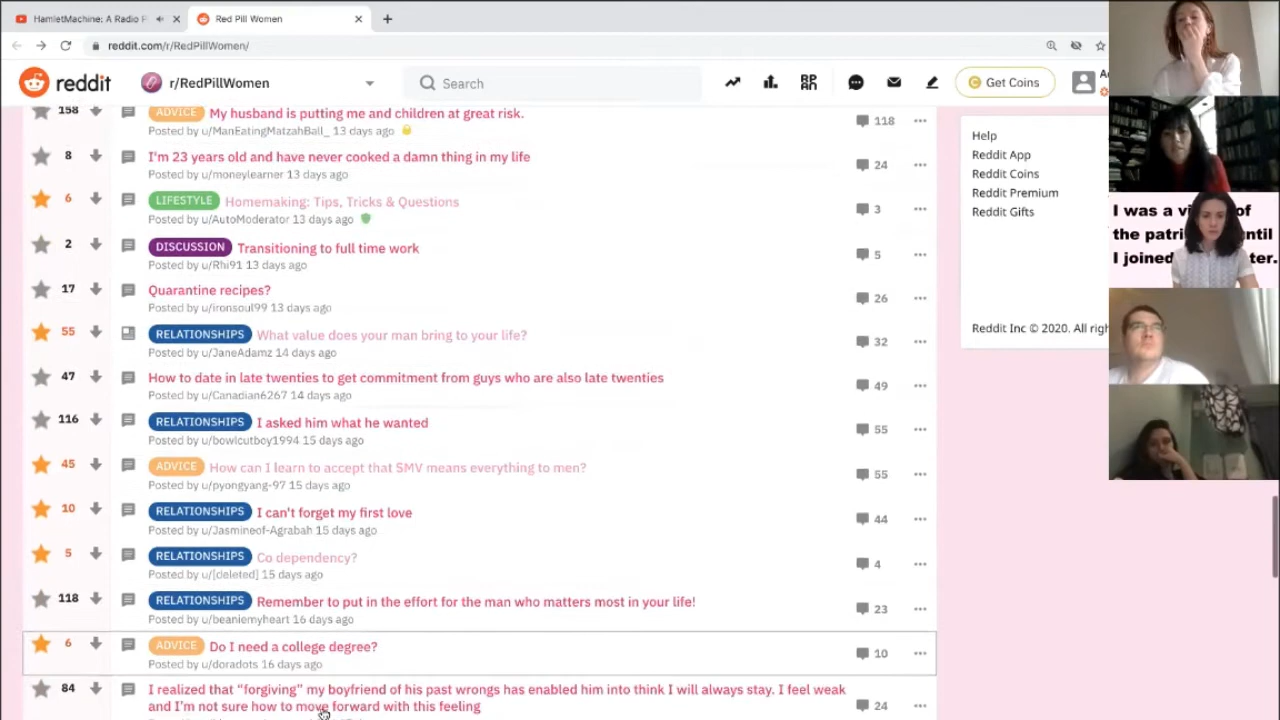 HamletMachine: A Radio P
Red Pill Women
reddit.com/r/RedPillWomen/
reddit
r/RedPillWomen
Search
Get Coins
158
ADVICE My husband is putting me and children at great risk.
118
Posted by u/ManEatingMatzahBall_ 13 days ago
8
I'm 23 years old and have never cooked a damn thing in my life
24
Posted by u/moneylearner 13 days ago
6
LIFESTYLE Homemaking: Tips, Tricks & Questions
3
Posted by u/AutoModerator 13 days ago
2
DISCUSSION Transitioning to full time work
5
Posted by u/Rhi91 13 days ago
17
Quarantine recipes?
26
Posted by u/ironsoul99 13 days ago
55
RELATIONSHIPS What value does your man bring to your life?
32
Posted by u/JaneAdamz 14 days ago
47
How to date in late twenties to get commitment from guys who are also late twenties
49
Posted by u/Canadian6267 14 days ago
116
RELATIONSHIPS I asked him what he wanted
55
Posted by u/bowlcutboy1994 15 days ago
45
ADVICE How can I learn to accept that SMV means everything to men?
55
Posted by u/pyongyang-97 15 days ago
10
RELATIONSHIPS I can't forget my first love
44
Posted by u/Jasmineof-Agrabah 15 days ago
5
RELATIONSHIPS Co dependency?
4
Posted by u/[deleted] 15 days ago
118
RELATIONSHIPS Remember to put in the effort for the man who matters most in your life!
23
Posted by u/beaniemyheart 16 days ago
6
ADVICE Do I need a college degree?
10
Posted by u/doradots 16 days ago
84
I realized that "forgiving" my boyfriend of his past wrongs has enabled him into think I will always stay. I feel weak
and I'm not sure how to move forward with this feeling
24
Help
Reddit App
Reddit Coins
Reddit Premium
Reddit Gifts
Reddit Inc © 2020. All righ
I was a vi of
the patri until
I joined ter.